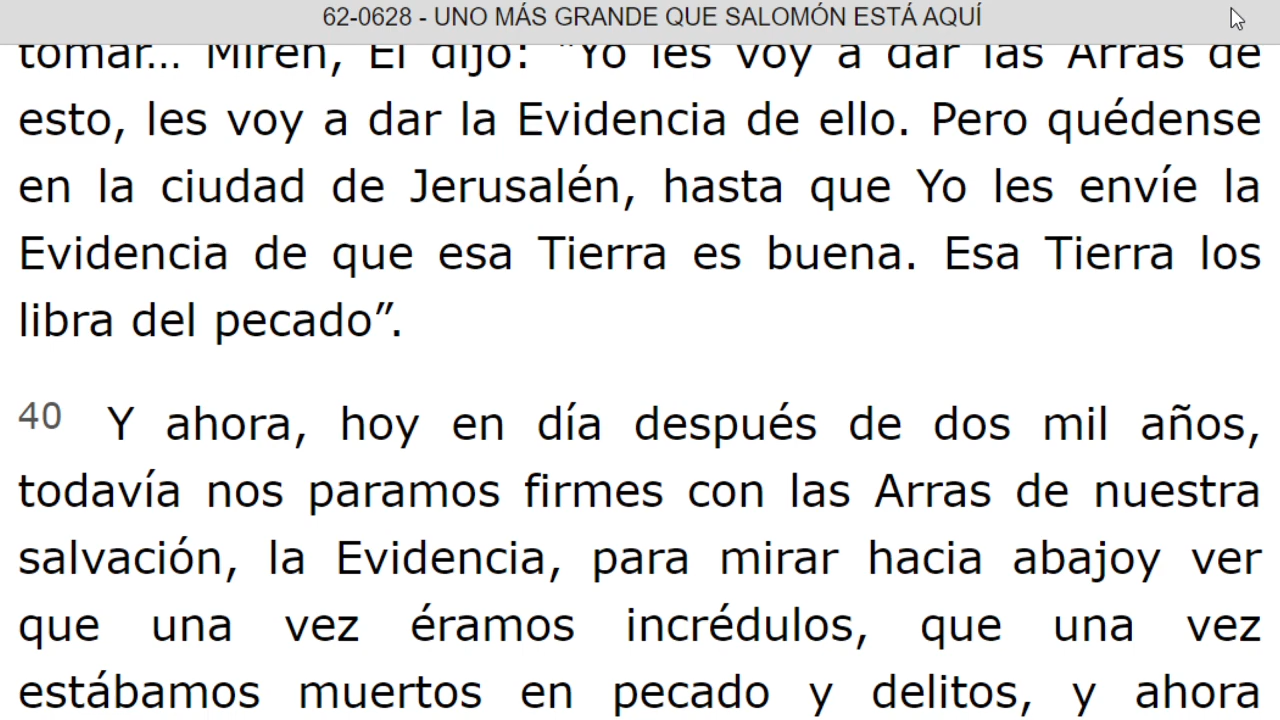 62-0628 - UNO MÁS GRANDE QUE SALOMÓN ESTÁ AQUÍ
tomar... Miren, Él dijo: “Yo les voy a dar las Arras de
esto, les voy a dar la Evidencia de ello. Pero quédense
en la ciudad de Jerusalén, hasta que Yo les envíe la
Evidencia de que esa Tierra es buena. Esa Tierra los
libra del pecado”.
40 Y ahora, hoy en día después de dos mil años,
todavía nos paramos firmes con las Arras de nuestra
salvación, la Evidencia, para mirar hacia abajoy ver
que una vez éramos incrédulos, que una vez
estábamos muertos en pecado y delitos, y ahora